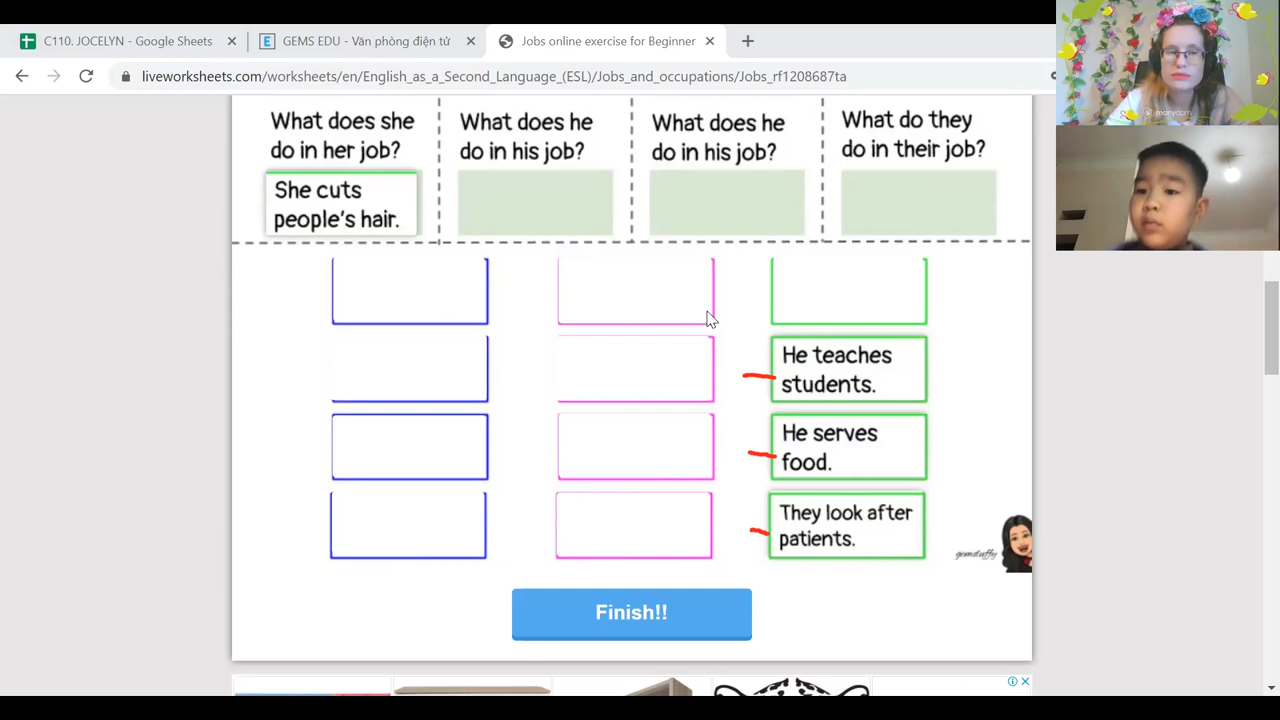 C110. JOCELYN - Google Sheets
GEMS EDU - Văn phòng điện tử
Jobs online exercise for Beginner
liveworksheets.com/worksheets/en/English_as_a_Second_Language_(ESL)/Jobs_and_occupations/Jobs_rf1208687ta
manycam
What does she
do in her job?
What does he
do in his job?
What does he
do in his job?
What do they
do in their job?
She cuts
people's hair.
He teaches
students.
He serves
food.
They look after
patients.
Finish!!